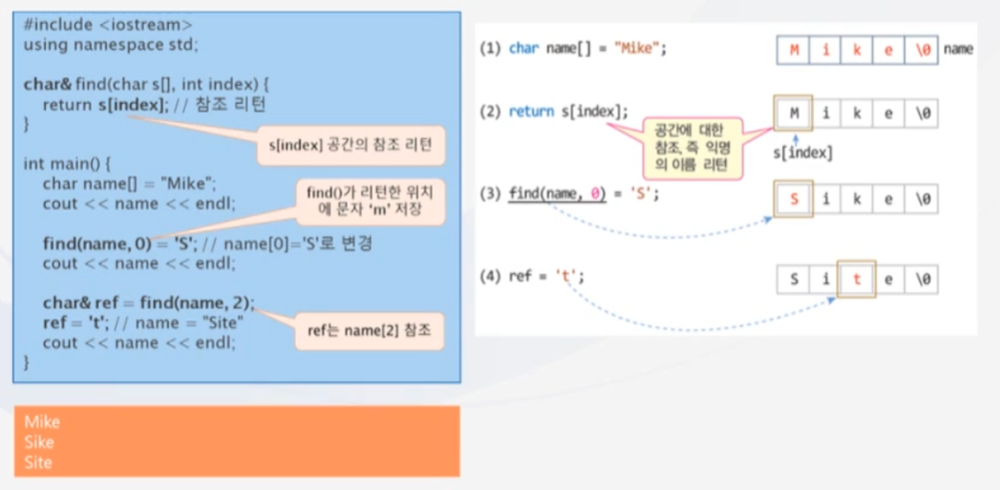 #include <iostream>
using namespace std;
char& find(char s[], int index) {
return s[index]; // 참조 리턴
}
s[index] 공간의 참조 리턴
int main() {
char name[] = "Mike";
cout << name << endl;
find()가 리턴한 위치
에 문자 ‘m’ 저장
find(name, 0) = 'S'; // name[0]='S'로 변경
cout << name << endl;
char& ref = find(name, 2);
ref = 't'; // name = "Site"
cout << name << endl;
ref는 name[2] 참조
}
Mike
Sike
Site
(1) char name[] = "Mike";
M i k e \0 name
(2) return s[index];
공간에 대한
참조, 즉 익명
의 이름 리턴
M i k e \0
s[index]
(3) find(name, 0) = 'S';
S i k e \0
(4) ref = 't';
S i t e \0